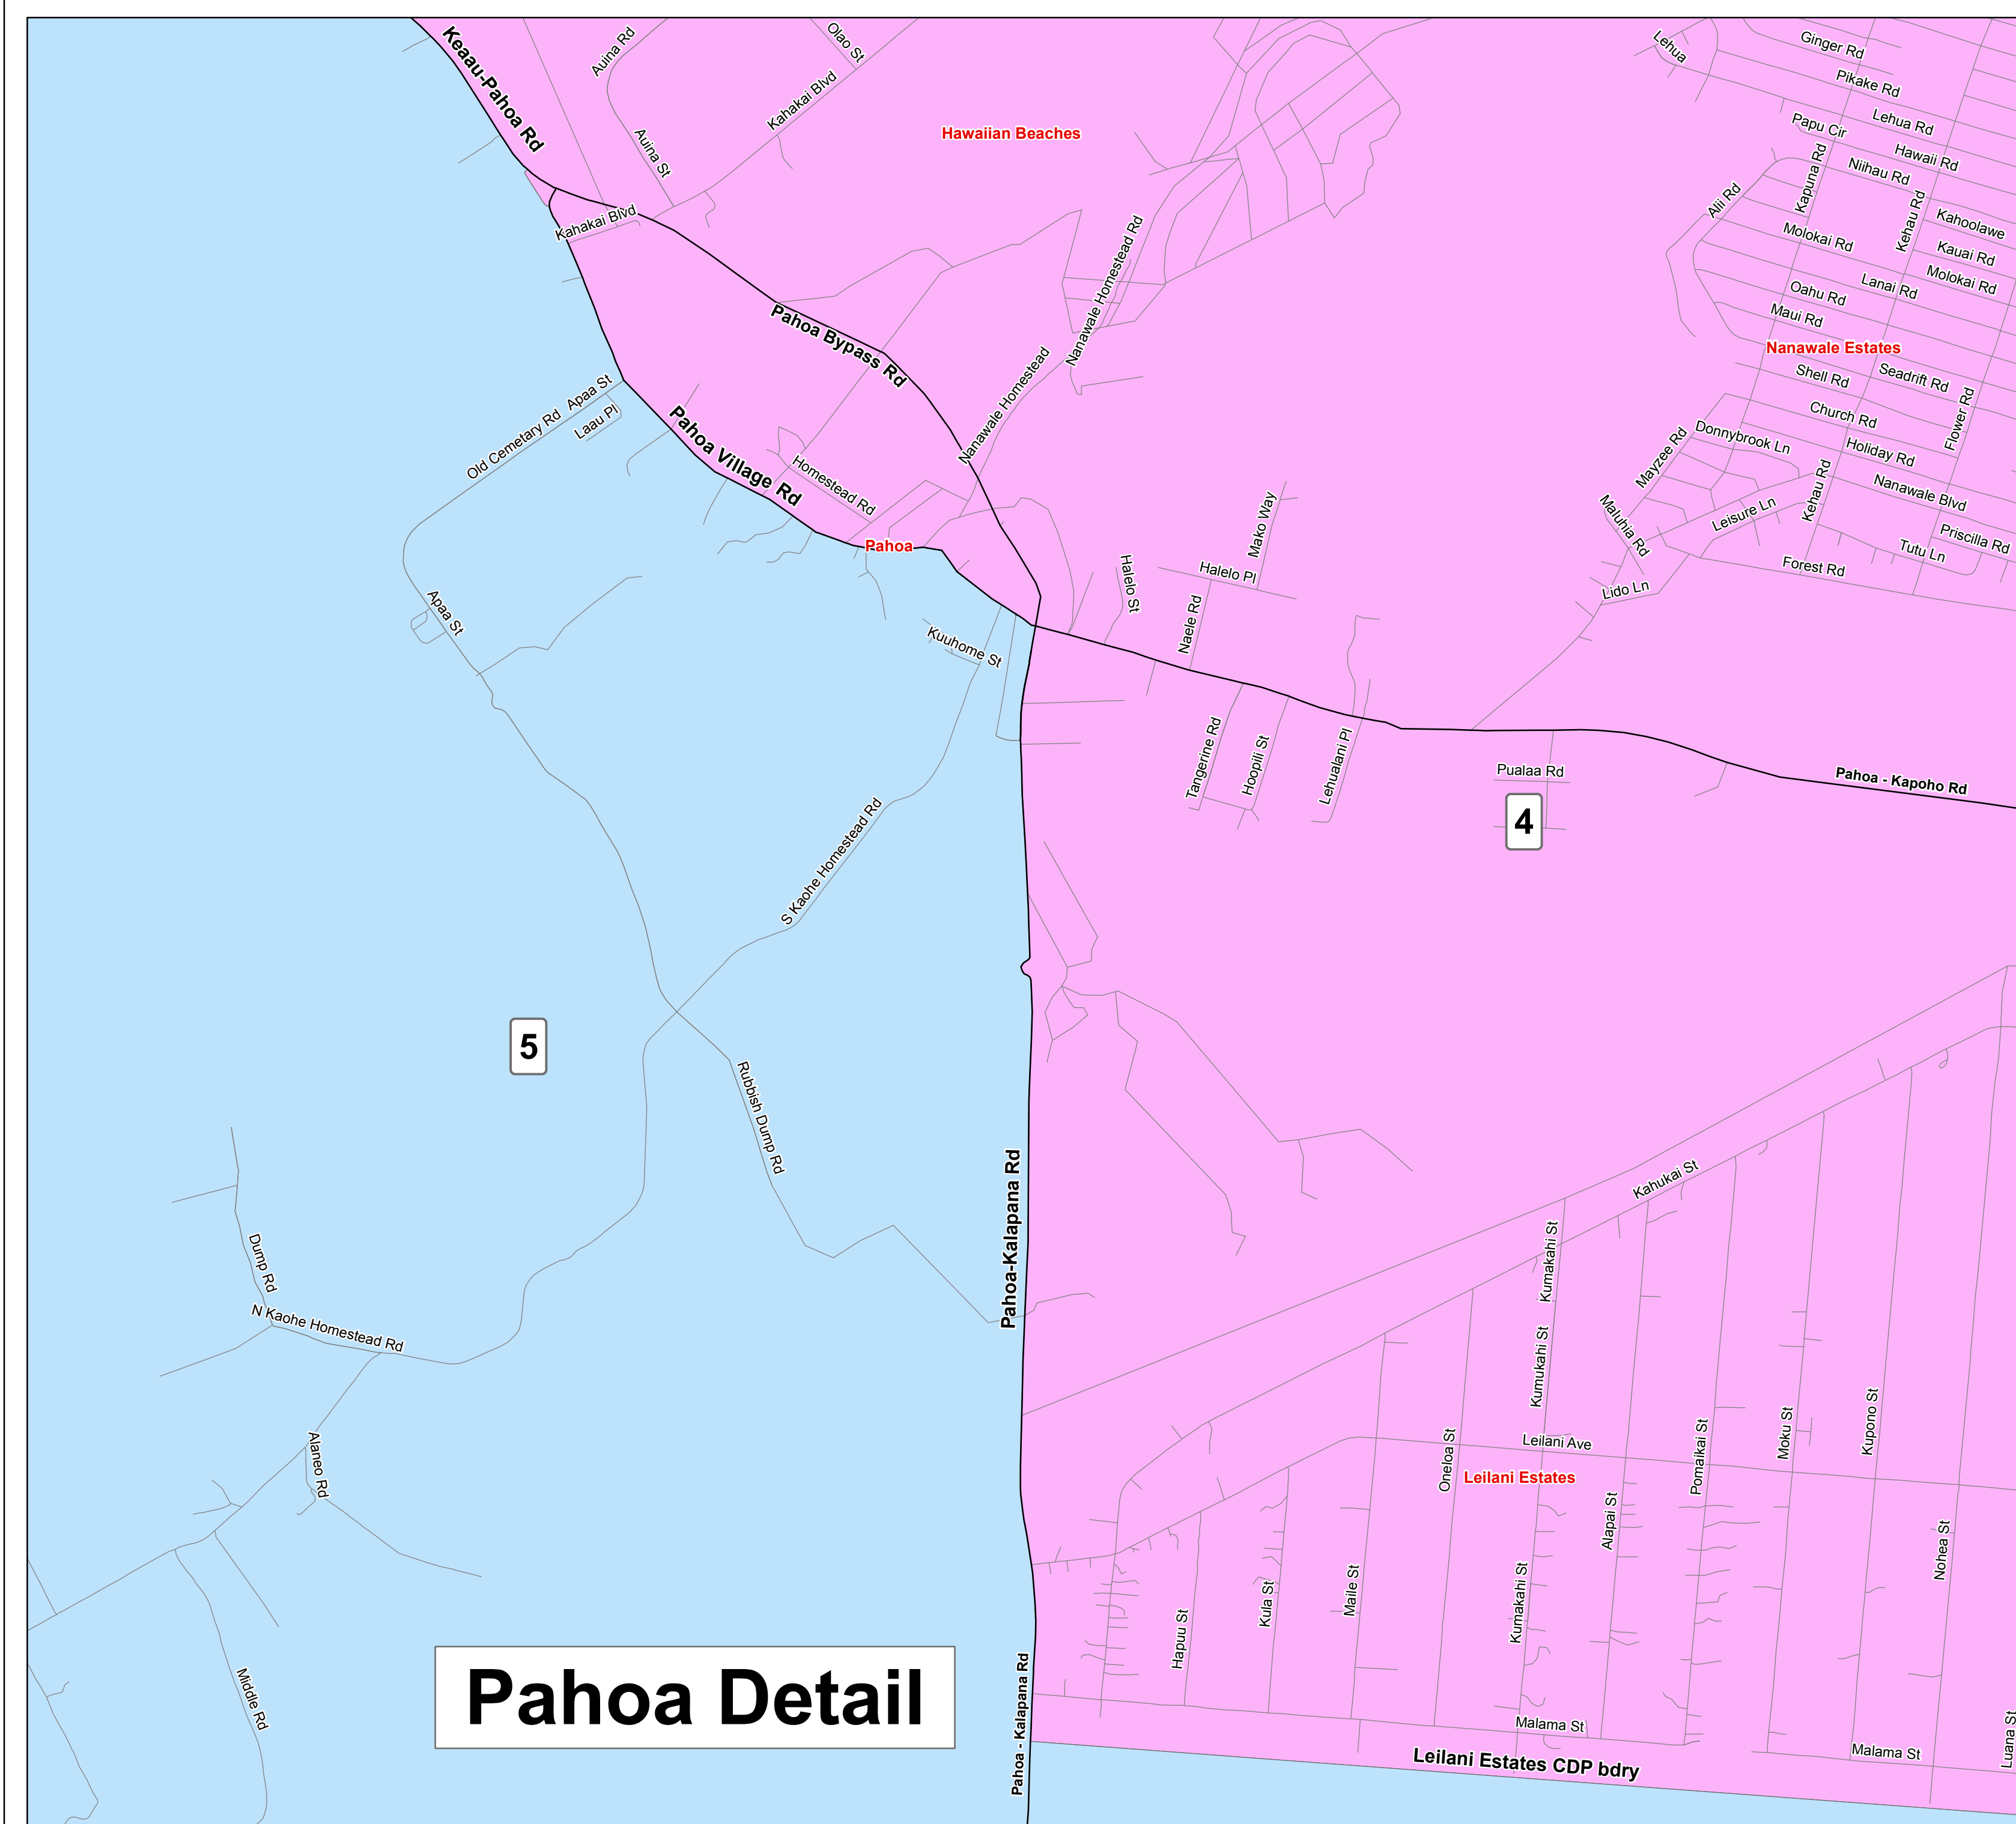 Keaau-Pahoa Rd
Auina Rd
Olao St
Kahakai Blvd
Auina St
Hawaiian Beaches
Kahakai Blvd
Lehua
Ginger Rd
Pikake Rd
Lehua Rd
Papu Cir
Hawaii Rd
Niihau Rd
Kapuna Rd
Alii Rd
Kehau Rd
Kahoolawe
Molokai Rd
Kauai Rd
Molokai Rd
Lanai Rd
Oahu Rd
Maui Rd
Nanawale Estates
Shell Rd
Seadrift Rd
Church Rd
Flower Rd
Donnybrook Ln
Holiday Rd
Mayzee Rd
Kehau Rd
Nanawale Blvd
Leisure Ln
Maluhia Rd
Priscilla Rd
Tutu Ln
Forest Rd
Lido Ln
Nanawale Homestead Rd
Nanawale Homestead
Pahoa Bypass Rd
Pahoa Village Rd
Apaa St
Old Cemetary Rd
Laau Pl
Homestead Rd
Pahoa
Mako Way
Halelo Pl
Halelo St
Naele Rd
Apaa St
Kuuhome St
Tangerine Rd
Hoopili St
Lehualani Pl
Pualaa Rd
Pahoa - Kapoho Rd
4
S Kaohe Homestead Rd
5
Rubbish Dump Rd
Pahoa-Kalapana Rd
Kahukai St
Dump Rd
N Kaohe Homestead Rd
Kumakahi St
Kumukahi St
Leilani Ave
Leilani Estates
Oneloa St
Pomaikai St
Moku St
Kupono St
Alaneo Rd
Alapai St
Nohea St
Hapuu St
Kula St
Maile St
Kumakahi St
Middle Rd
Pahoa Detail
Pahoa - Kalapana Rd
Malama St
Malama St
Luana St
Leilani Estates CDP bdry